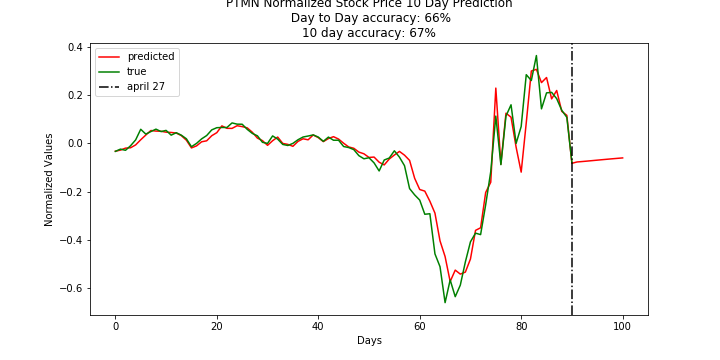 PTMN Normalized Stock Price 10 Day Prediction
Day to Day accuracy: 66%
10 day accuracy: 67%
predicted
true
april 27
Normalized Values
0.4
0.2
0.0
−0.2
−0.4
−0.6
0
20
40
60
80
100
Days